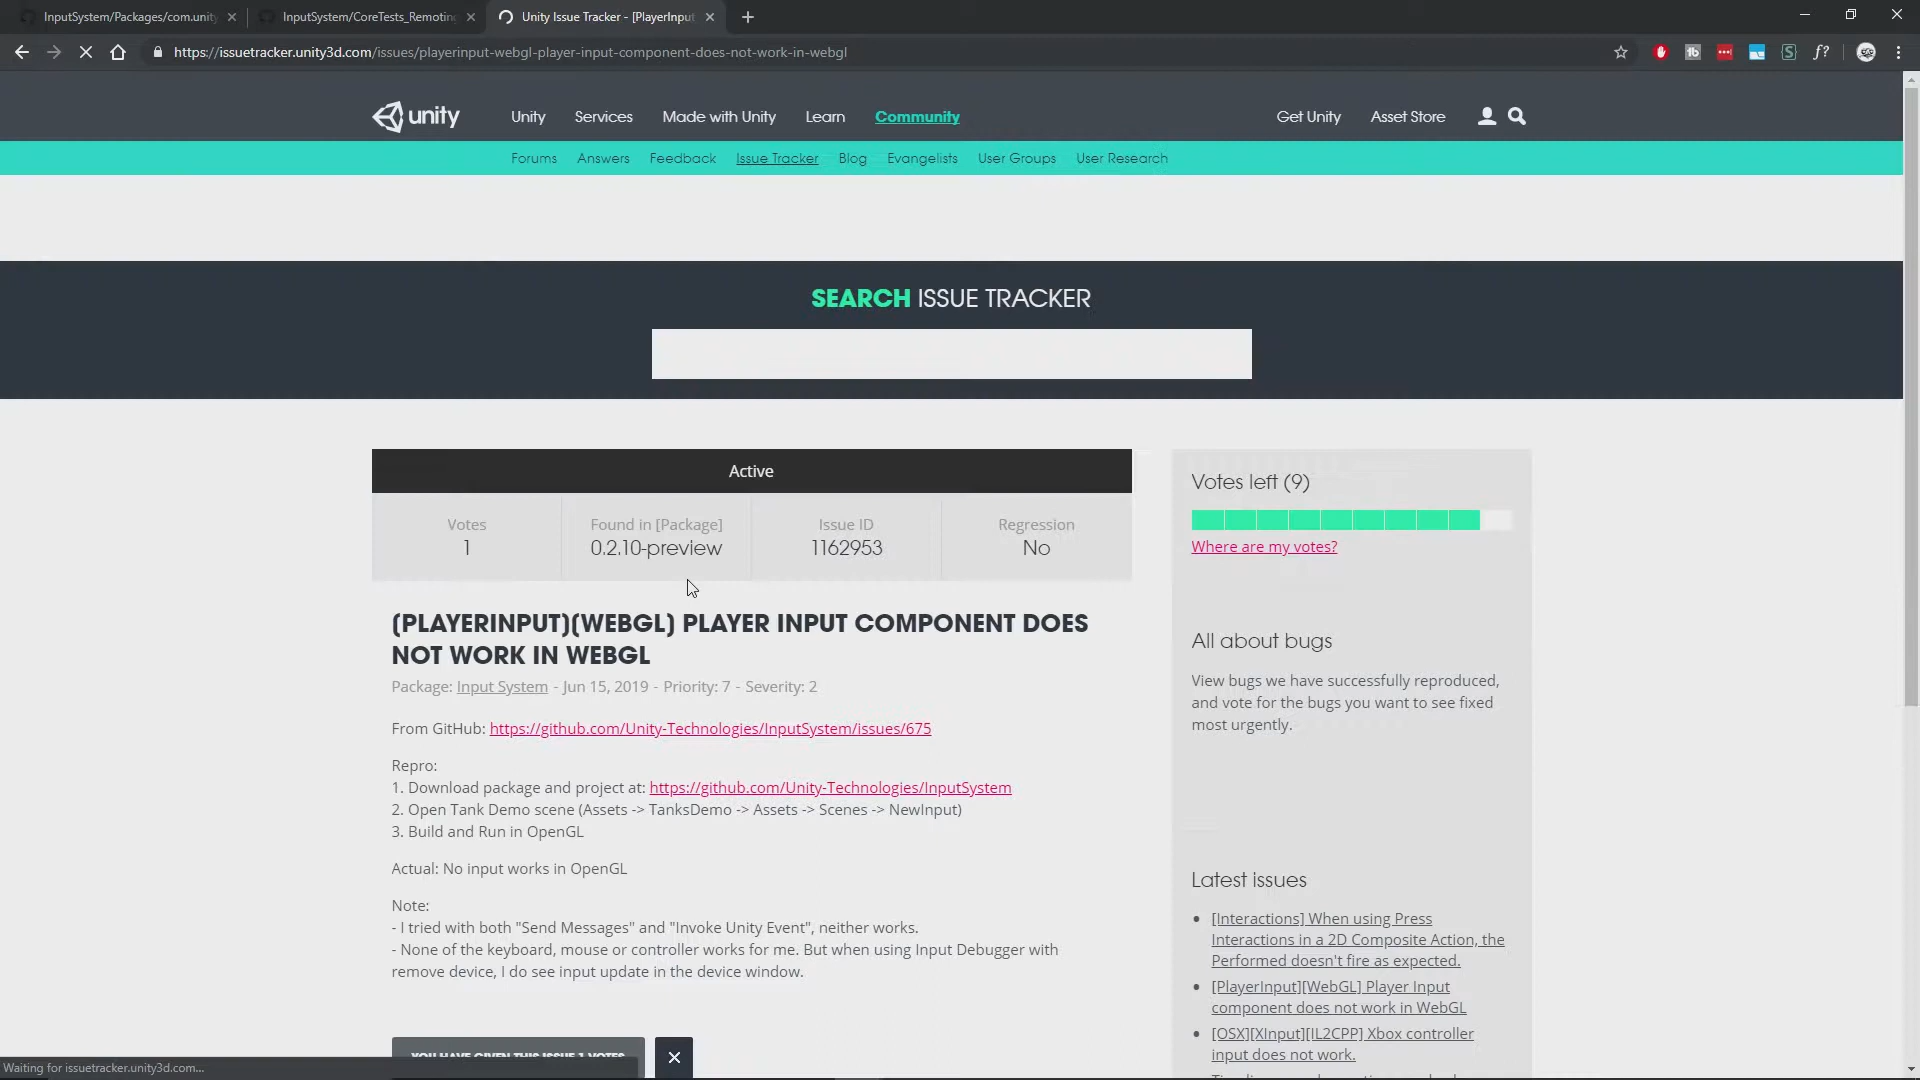 InputSystem/Packages/com.unity
InputSystem/CoreTests_Remoting
Unity Issue Tracker - [PlayerInput
https://issuetracker.unity3d.com/issues/playerinput-webgl-player-input-component-does-not-work-in-webgl
unity
Unity
Services
Made with Unity
Learn
Community
Get Unity
Asset Store
Forums
Answers
Feedback
Issue Tracker
Blog
Evangelists
User Groups
User Research
SEARCH ISSUE TRACKER
Active
Votes
1
Found in [Package]
0.2.10-preview
Issue ID
1162953
Regression
No
(PLAYERINPUT)(WEBGL) PLAYER INPUT COMPONENT DOES
NOT WORK IN WEBGL
Package: Input System - Jun 15, 2019 - Priority: 7 - Severity: 2
From GitHub: https://github.com/Unity-Technologies/InputSystem/issues/675
Repro:
1. Download package and project at: https://github.com/Unity-Technologies/InputSystem
2. Open Tank Demo scene (Assets -> TanksDemo -> Assets -> Scenes -> NewInput)
3. Build and Run in OpenGL
Actual: No input works in OpenGL
Note:
- I tried with both "Send Messages" and "Invoke Unity Event", neither works.
- None of the keyboard, mouse or controller works for me. But when using Input Debugger with
remove device, I do see input update in the device window.
YOU HAVE GIVEN THIS ISSUE 1 VOTES
Votes left (9)
Where are my votes?
All about bugs
View bugs we have successfully reproduced,
and vote for the bugs you want to see fixed
most urgently.
Latest issues
[Interactions] When using Press
Interactions in a 2D Composite Action, the
Performed doesn't fire as expected.
[PlayerInput][WebGL] Player Input
component does not work in WebGL
[OSX][XInput][IL2CPP] Xbox controller
input does not work.
Waiting for issuetracker.unity3d.com...